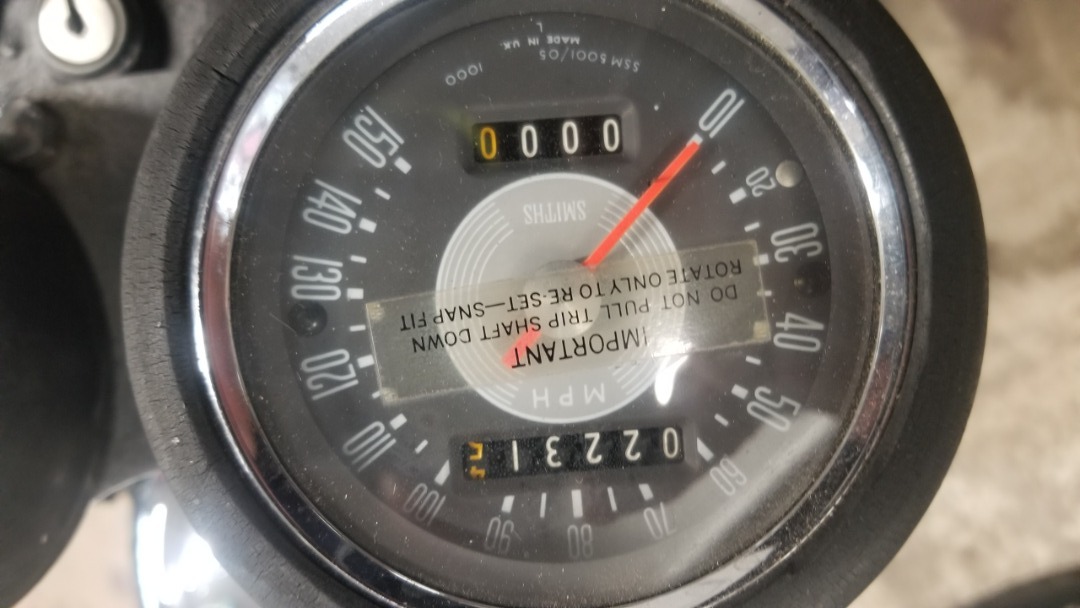 70 80 90
60 100
02231
50 110
MPH
IMPORTANT
DO NOT PULL TRIP SHAFT DOWN
ROTATE ONLY TO RE-SET—SNAP FIT
40 120
30 130
20 140
SMITHS
0000
10 150
SSM 5001/05 1000
MADE IN UK.
L